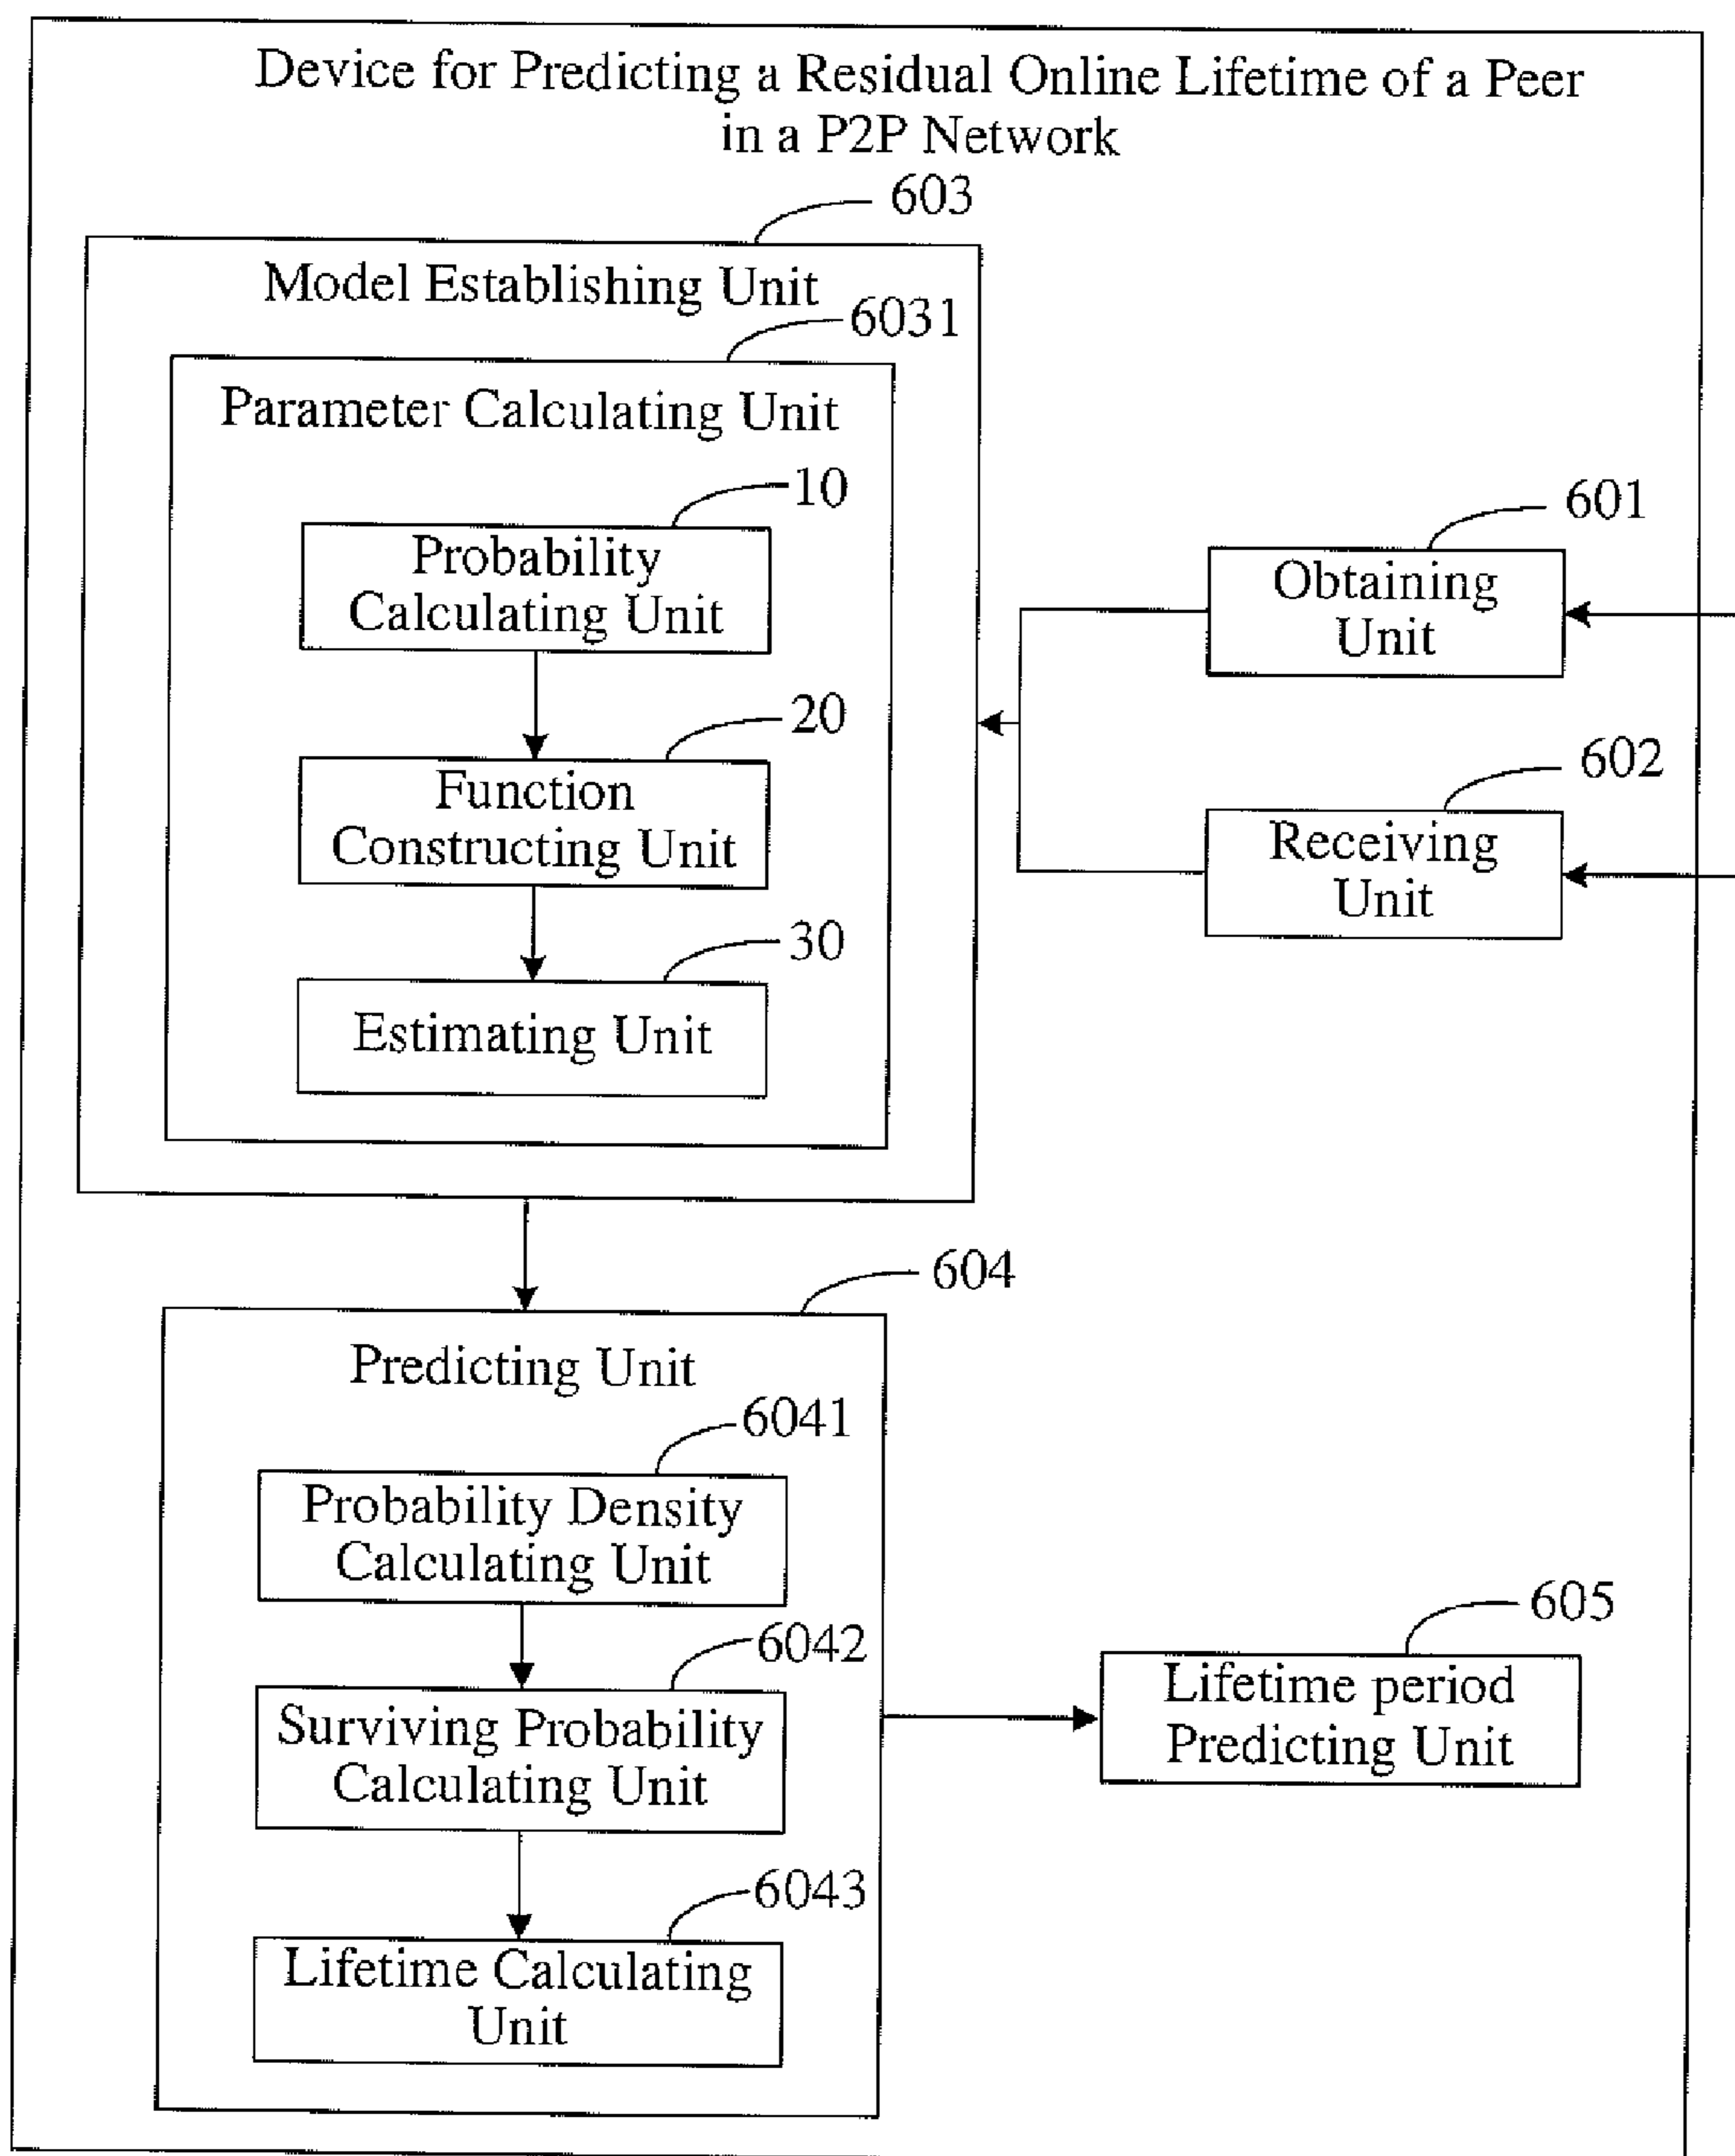 Device for Predicting a Residual Online Lifetime of a Peer
in a P2P Network
603
Model Establishing Unit
6031
Parameter Calculating Unit
10
Probability
Calculating Unit
20
Function
Constructing Unit
30
Estimating Unit
601
Obtaining
Unit
602
Receiving
Unit
604
Predicting Unit
6041
Probability Density
Calculating Unit
6042
Surviving Probability
Calculating Unit
6043
Lifetime Calculating
Unit
605
Lifetime period
Predicting Unit